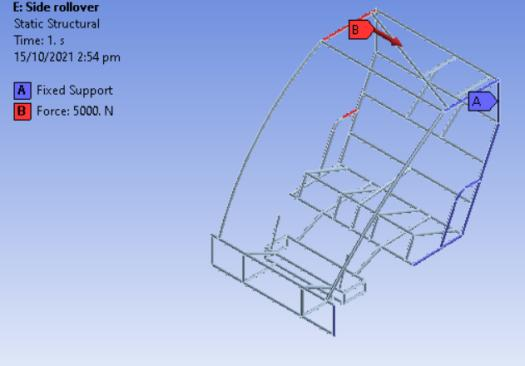 E: Side rollover
Static Structural
Time: 1. s
15/10/2021 2:54 pm
A Fixed Support
B Force: 5000. N
B
A